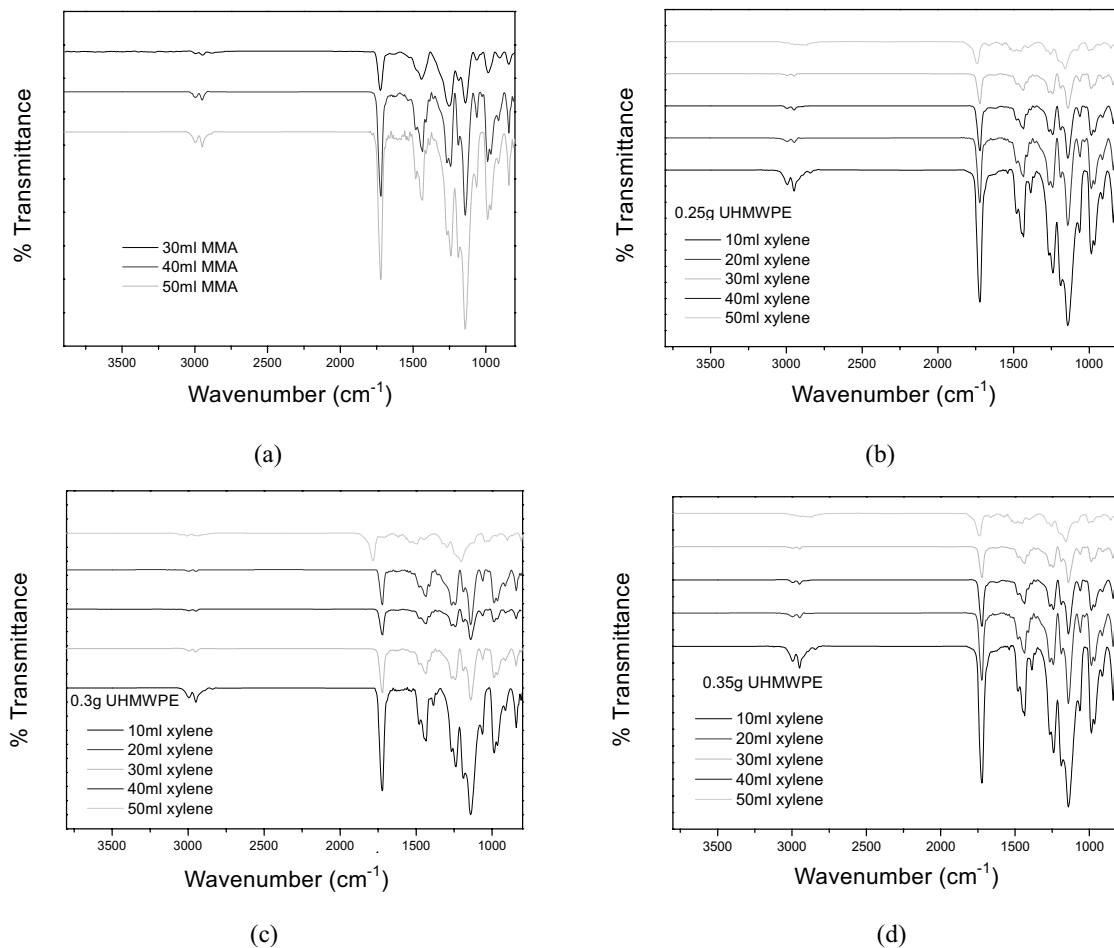 % Transmittance
30ml MMA
40ml MMA
50ml MMA
3500 3000 2500 2000 1500 1000
Wavenumber (cm⁻¹)
(a)
% Transmittance
0.25g UHMWPE
10ml xylene
20ml xylene
30ml xylene
40ml xylene
50ml xylene
3500 3000 2500 2000 1500 1000
Wavenumber (cm⁻¹)
(b)
% Transmittance
0.3g UHMWPE
10ml xylene
20ml xylene
30ml xylene
40ml xylene
50ml xylene
3500 3000 2500 2000 1500 1000
Wavenumber (cm⁻¹)
(c)
% Transmittance
0.35g UHMWPE
10ml xylene
20ml xylene
30ml xylene
40ml xylene
50ml xylene
3500 3000 2500 2000 1500 1000
Wavenumber (cm⁻¹)
(d)